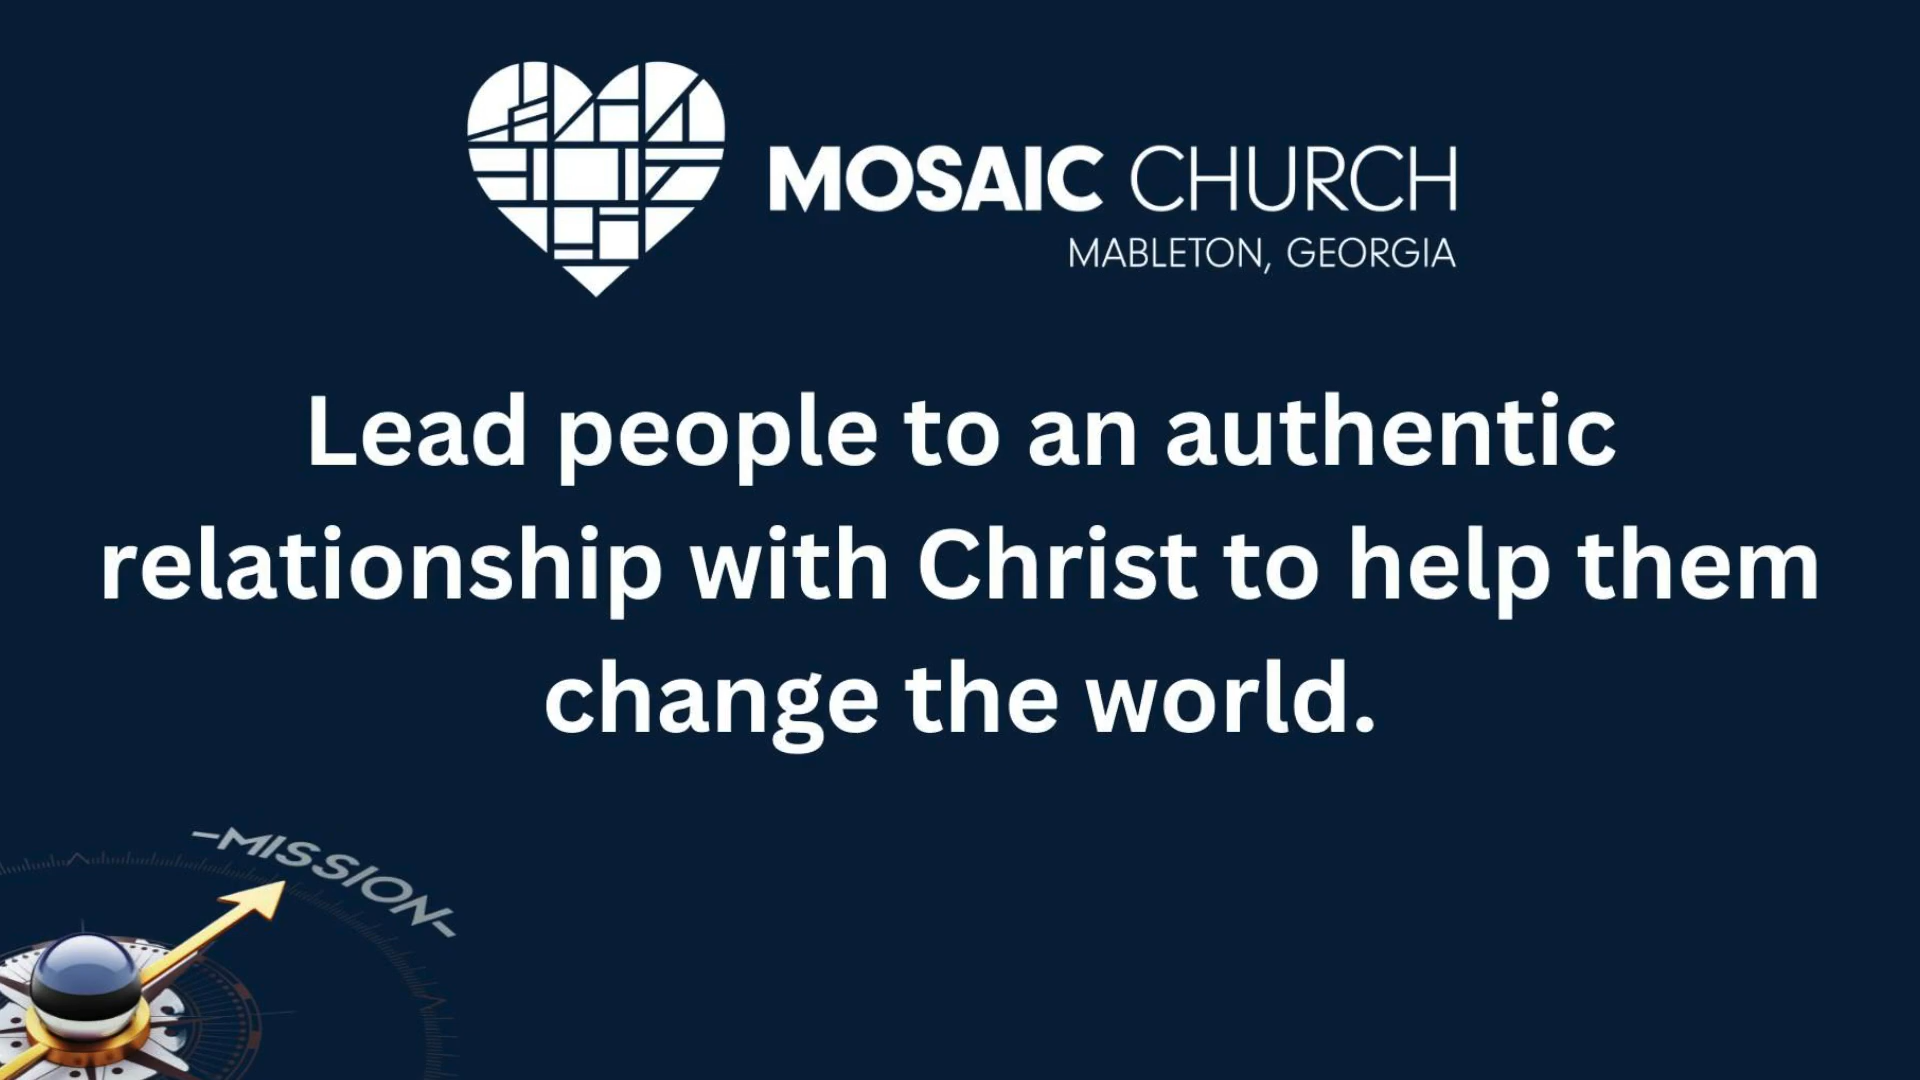 MOSAIC CHURCH
MABLETON, GEORGIA
Lead people to an authentic
relationship with Christ to help them
change the world.
-MISSION-